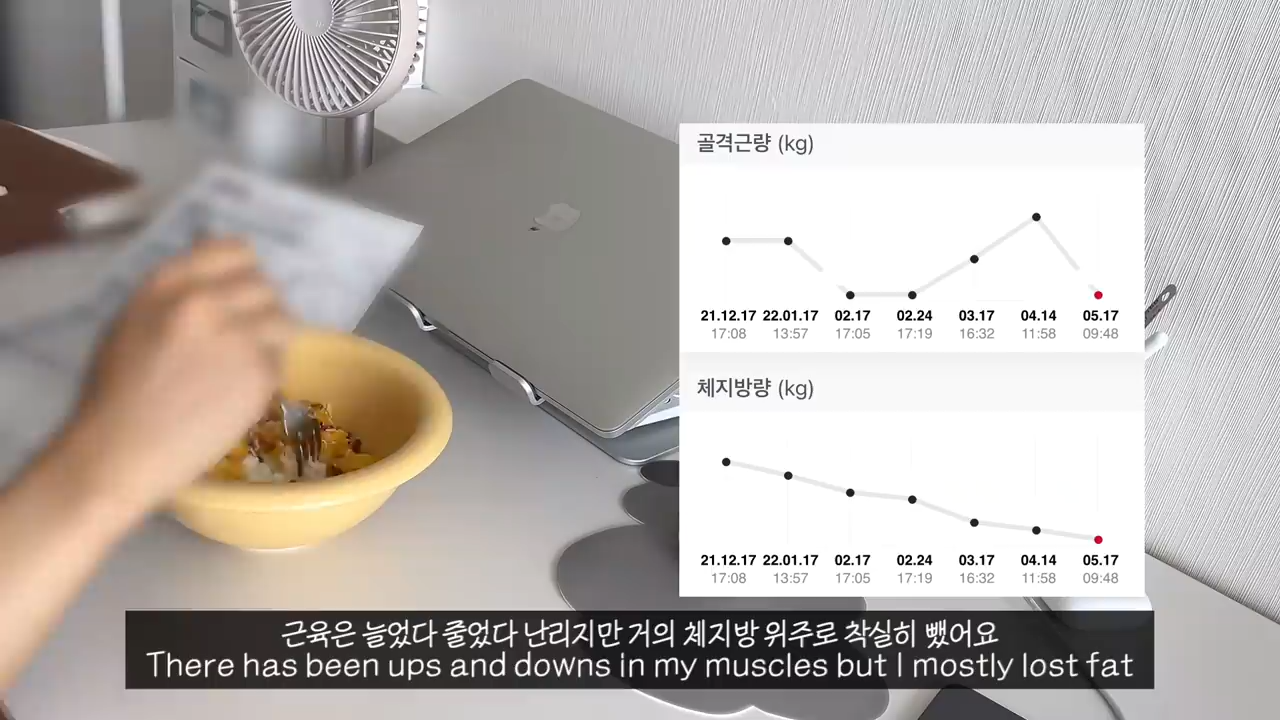 골격근량 (kg)
21.12.17 22.01.17 02.17 02.24 03.17 04.14 05.17
17:08 13:57 17:05 17:19 16:32 11:58 09:48
체지방량 (kg)
21.12.17 22.01.17 02.17 02.24 03.17 04.14 05.17
17:08 13:57 17:05 17:19 16:32 11:58 09:48
근육은 늘었다 줄었다 난리지만 거의 체지방 위주로 착실히 뺐어요
There has been ups and downs in my muscles but I mostly lost fat